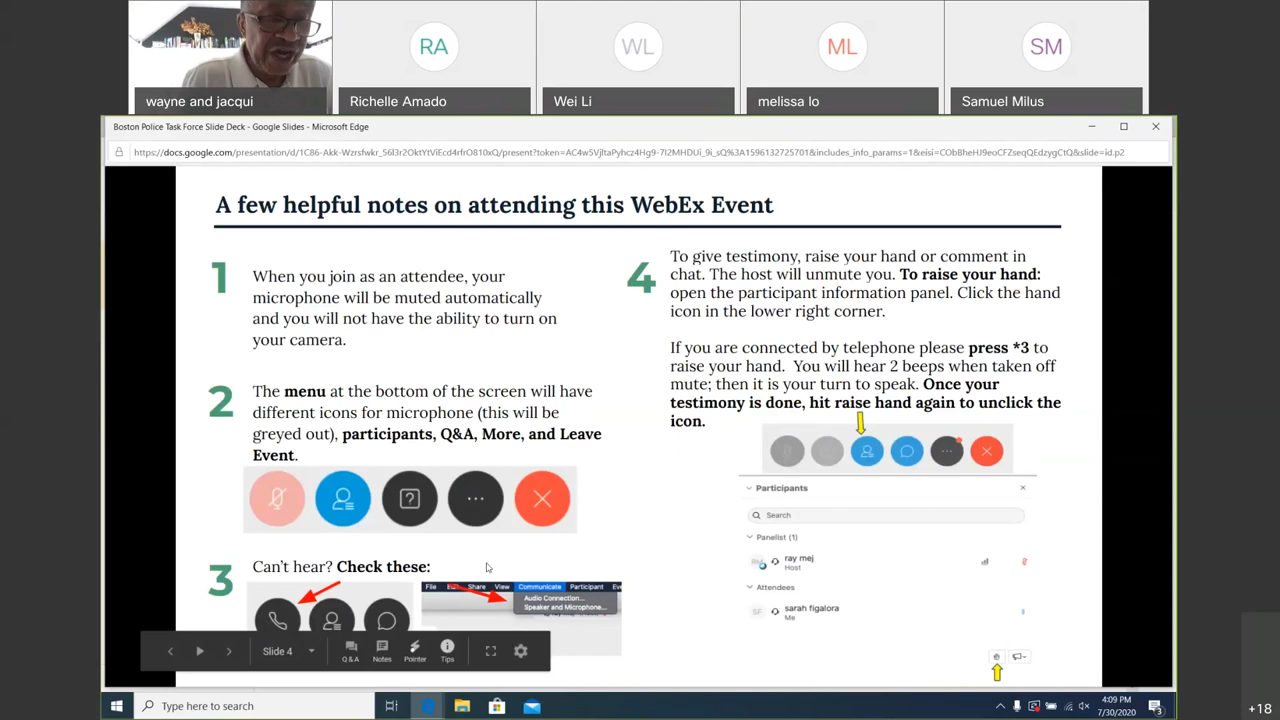 RA
WL
ML
SM
wayne and jacqui
Richelle Amado
Wei Li
melissa lo
Samuel Milus
Boston Police Task Force Slide Deck - Google Slides - Microsoft Edge
A few helpful notes on attending this WebEx Event
1
When you join as an attendee, your
microphone will be muted automatically
and you will not have the ability to turn on
your camera.
2
The menu at the bottom of the screen will have
different icons for microphone (this will be
greyed out), participants, Q&A, More, and Leave
Event.
3
Can't hear? Check these:
File
Share
View
Communicate
Participant
Audio Connection...
Speaker and Microphone...
4
To give testimony, raise your hand or comment in
chat. The host will unmute you. To raise your hand:
open the participant information panel. Click the hand
icon in the lower right corner.
If you are connected by telephone please press *3 to
raise your hand. You will hear 2 beeps when taken off
mute; then it is your turn to speak. Once your
testimony is done, hit raise hand again to unclick the
icon.
Participants
Search
Panelist (1)
RM
ray mej
Host
Attendees
SF
sarah figalora
Me
Slide 4
Q & A
Notes
Pointer
Tips
Type here to search
4:09 PM
7/30/2020
3
+18